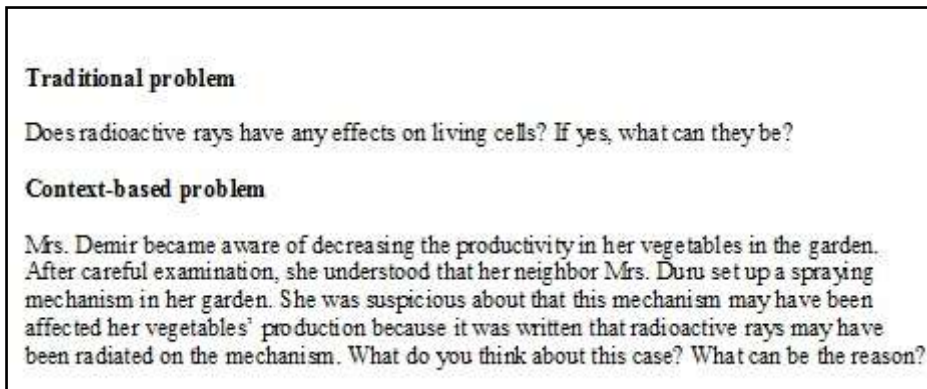 Traditional problem
Does radioactive rays have any effects on living cells? If yes, what can they be?
Context-based problem
Mrs. Demir became aware of decreasing the productivity in her vegetables in the garden.
After careful examination, she understood that her neighbor Mrs. Duru set up a spraying
mechanism in her garden. She was suspicious about that this mechanism may have been
affected her vegetables’ production because it was written that radioactive rays may have
been radiated on the mechanism. What do you think about this case? What can be the reason?